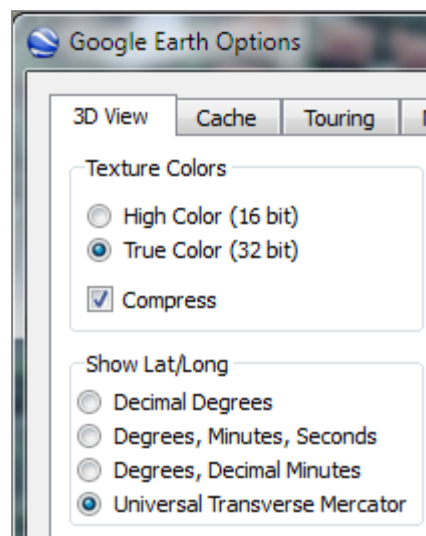 Google Earth Options
3D View Cache Touring
Texture Colors
High Color (16 bit)
True Color (32 bit)
Compress
Show Lat/Long
Decimal Degrees
Degrees, Minutes, Seconds
Degrees, Decimal Minutes
Universal Transverse Mercator